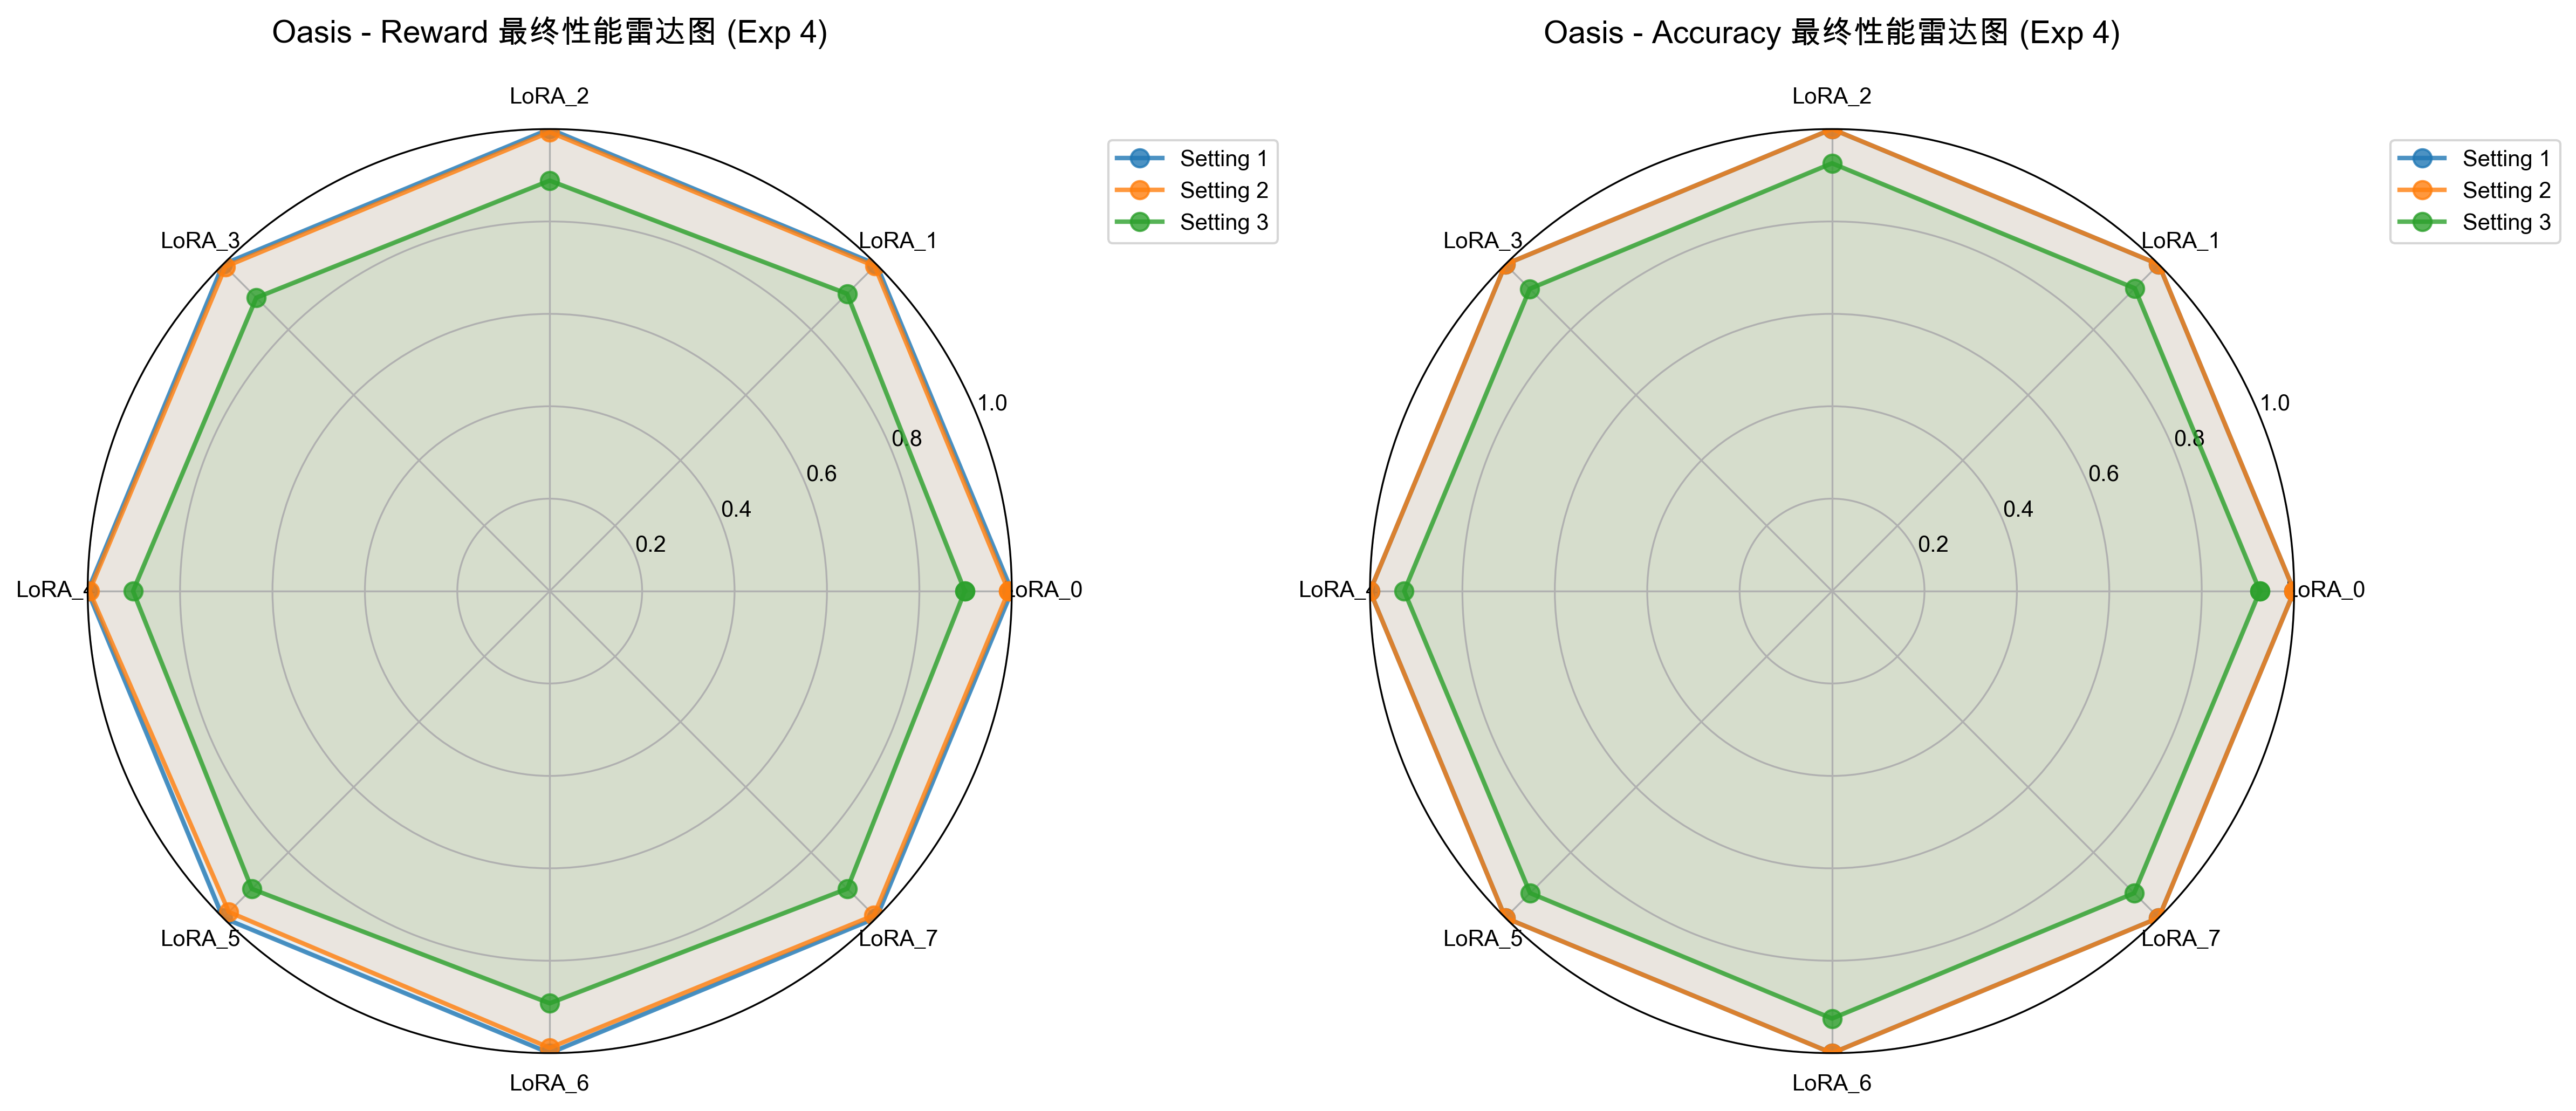 Oasis - Reward 最终性能雷达图 (Exp 4)
LoRA_2
LoRA_3
LoRA_1
1.0
0.8
0.6
0.4
0.2
LoRA_4
LoRA_0
LoRA_5
LoRA_7
LoRA_6
Setting 1
Setting 2
Setting 3
Oasis - Accuracy 最终性能雷达图 (Exp 4)
LoRA_2
LoRA_3
LoRA_1
1.0
0.8
0.6
0.4
0.2
LoRA_4
LoRA_0
LoRA_5
LoRA_7
LoRA_6
Setting 1
Setting 2
Setting 3